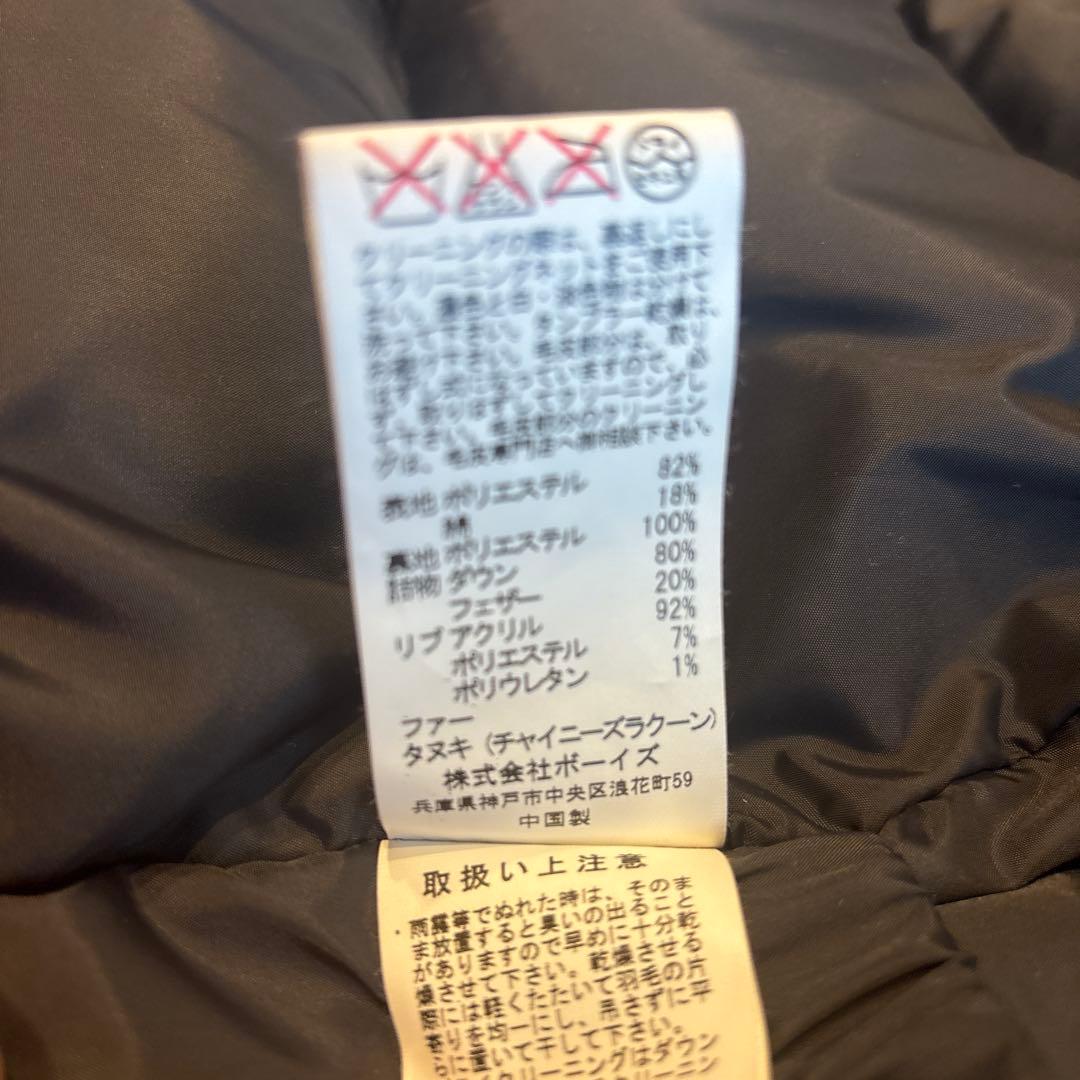 クリーニングの際は、裏返しにし
てクリーニングネットをご使用下
さい。濃色と白・淡色物は分けて
洗って下さい。タンブラー乾燥は、
お避け下さい。毛皮部分は、取り
はずし式になっていますので、必
ず、取りはずしてクリーニングし
て下さい。毛皮部分のクリーニン
グは、毛皮専門店へ御相談下さい。
表地 ポリエステル 82%
綿 18%
裏地 ポリエステル 100%
詰物 ダウン 80%
フェザー 20%
リブ アクリル 92%
ポリエステル 7%
ポリウレタン 1%
ファー
タヌキ (チャイニーズラクーン)
株式会社ボーイズ
兵庫県神戸市中央区浪花町59
中国製
取扱い上注意
雨露等でぬれた時は、そのま
ま放置すると臭いの出ること
がありますので早めに十分乾
燥させて下さい。乾燥させる
際には軽くたたいて羽毛の片
寄りを均一にし、吊さずに平
らに置いて干して下さい。
クリーニングはダウン